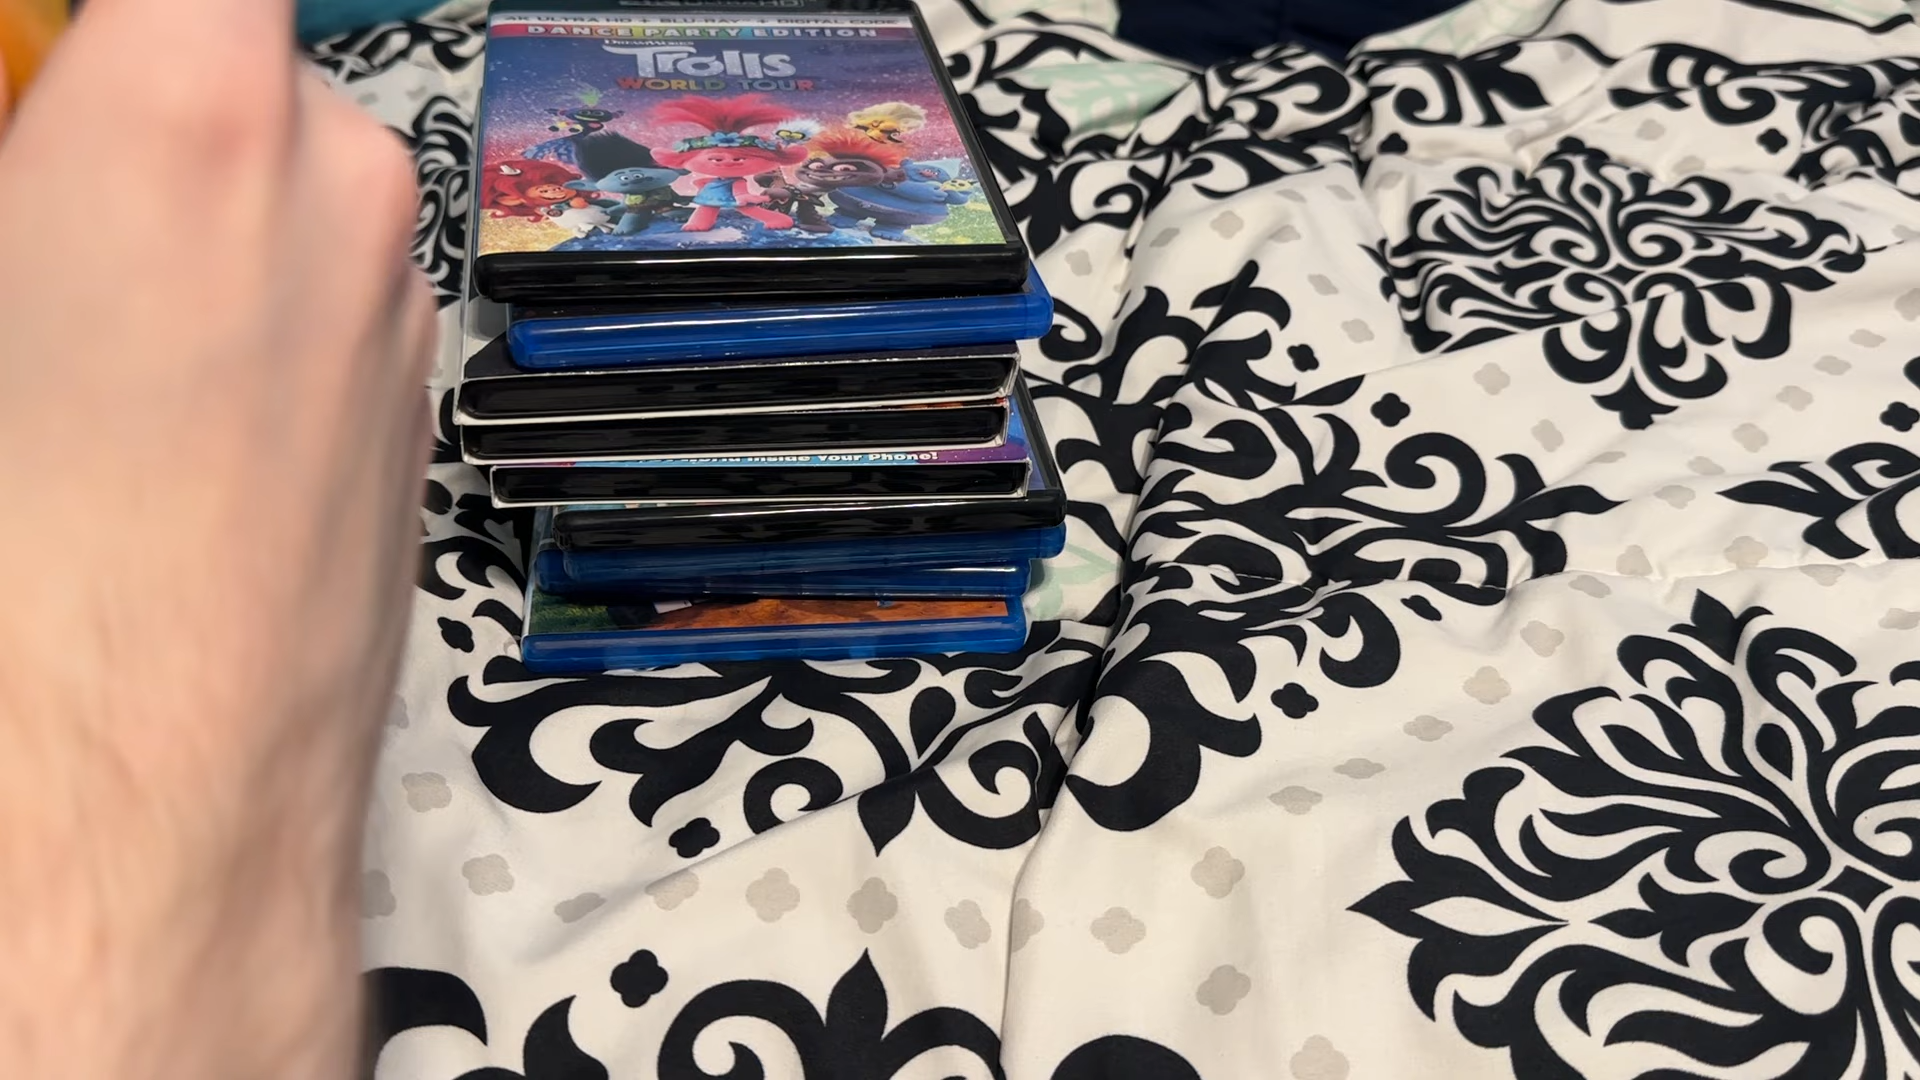 4K ULTRA HD + BLU-RAY + DIGITAL CODE
DANCE PARTY EDITION
DREAMWORKS
Trolls
WORLD TOUR
Inside Your Phone!